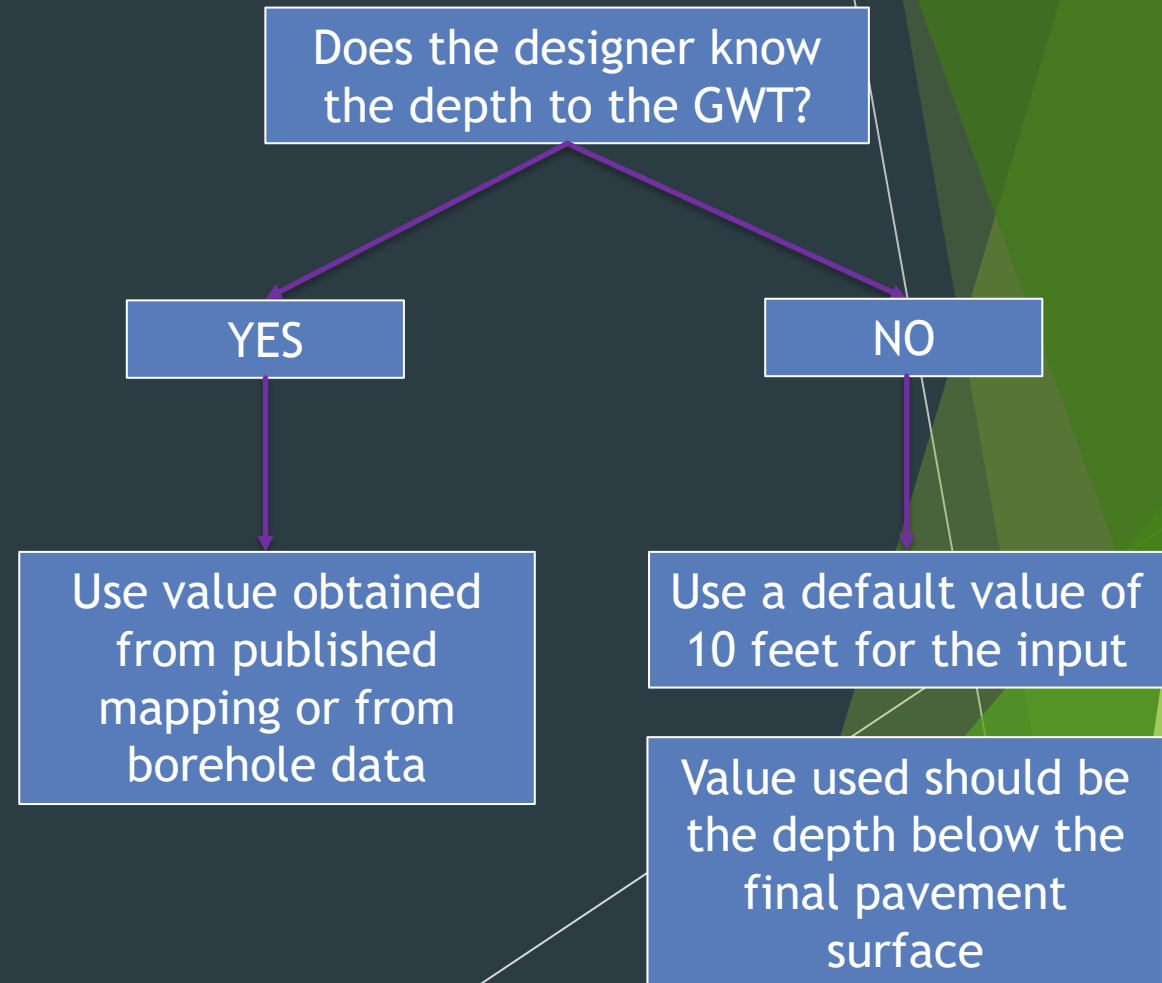 Does the designer know
the depth to the GWT?
YES
NO
Use value obtained
from published
mapping or from
borehole data
Use a default value of
10 feet for the input
Value used should be
the depth below the
final pavement
surface